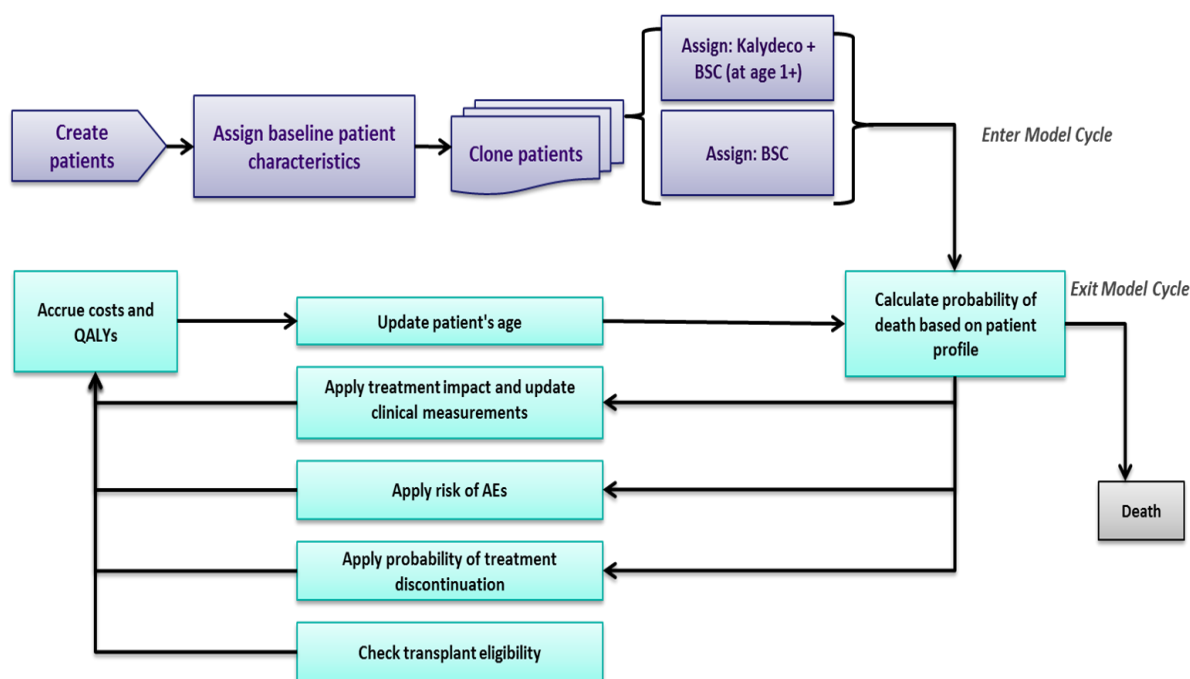 Create
patients
Assign baseline patient
characteristics
Clone patients
Assign: Kalydeco +
BSC (at age 1+)
Assign: BSC
Enter Model Cycle
Accrue costs and
QALYs
Update patient's age
Calculate probability of
death based on patient
profile
Exit Model Cycle
Apply treatment impact and update
clinical measurements
Apply risk of AEs
Death
Apply probability of treatment
discontinuation
Check transplant eligibility